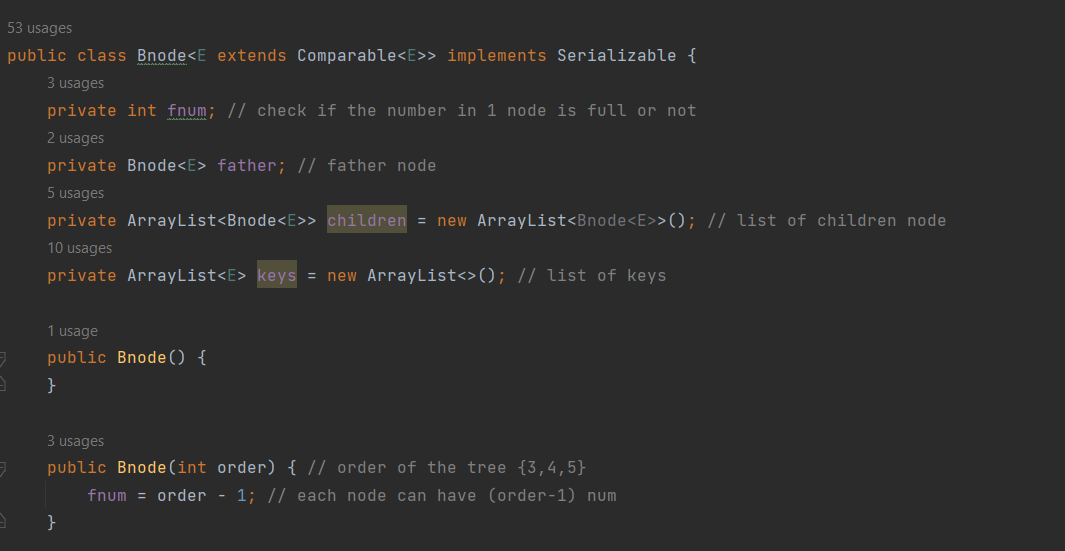 53 usages
public class Bnode<E extends Comparable<E>> implements Serializable {
3 usages
private int fnum; // check if the number in 1 node is full or not
2 usages
private Bnode<E> father; // father node
5 usages
private ArrayList<Bnode<E>> children = new ArrayList<Bnode<E>>(); // list of children node
10 usages
private ArrayList<E> keys = new ArrayList<>(); // list of keys
1 usage
public Bnode() {
}
3 usages
public Bnode(int order) { // order of the tree {3,4,5}
fnum = order - 1; // each node can have (order-1) num
}